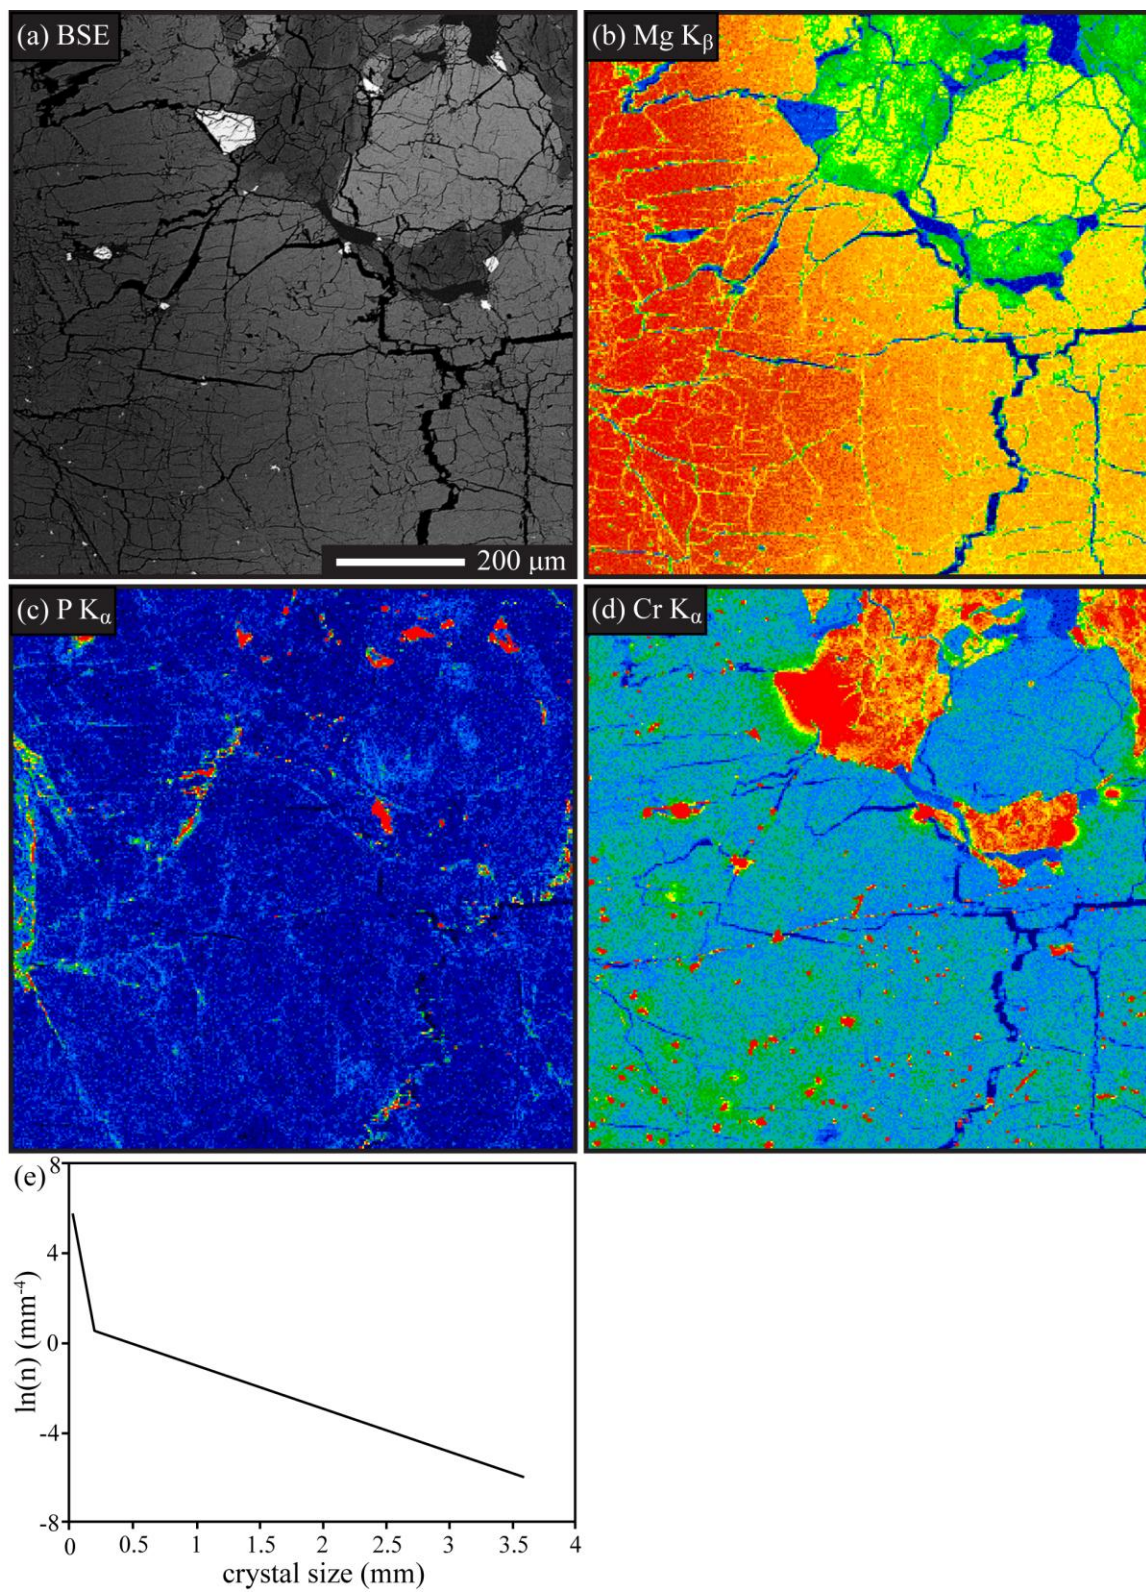 (a) BSE
(b) Mg Kβ
200 μm
(c) P Kα
(d) Cr Kα
(e)
8
4
0
-4
-8
ln(n) (mm-4)
0 0.5 1 1.5 2 2.5 3 3.5 4
crystal size (mm)